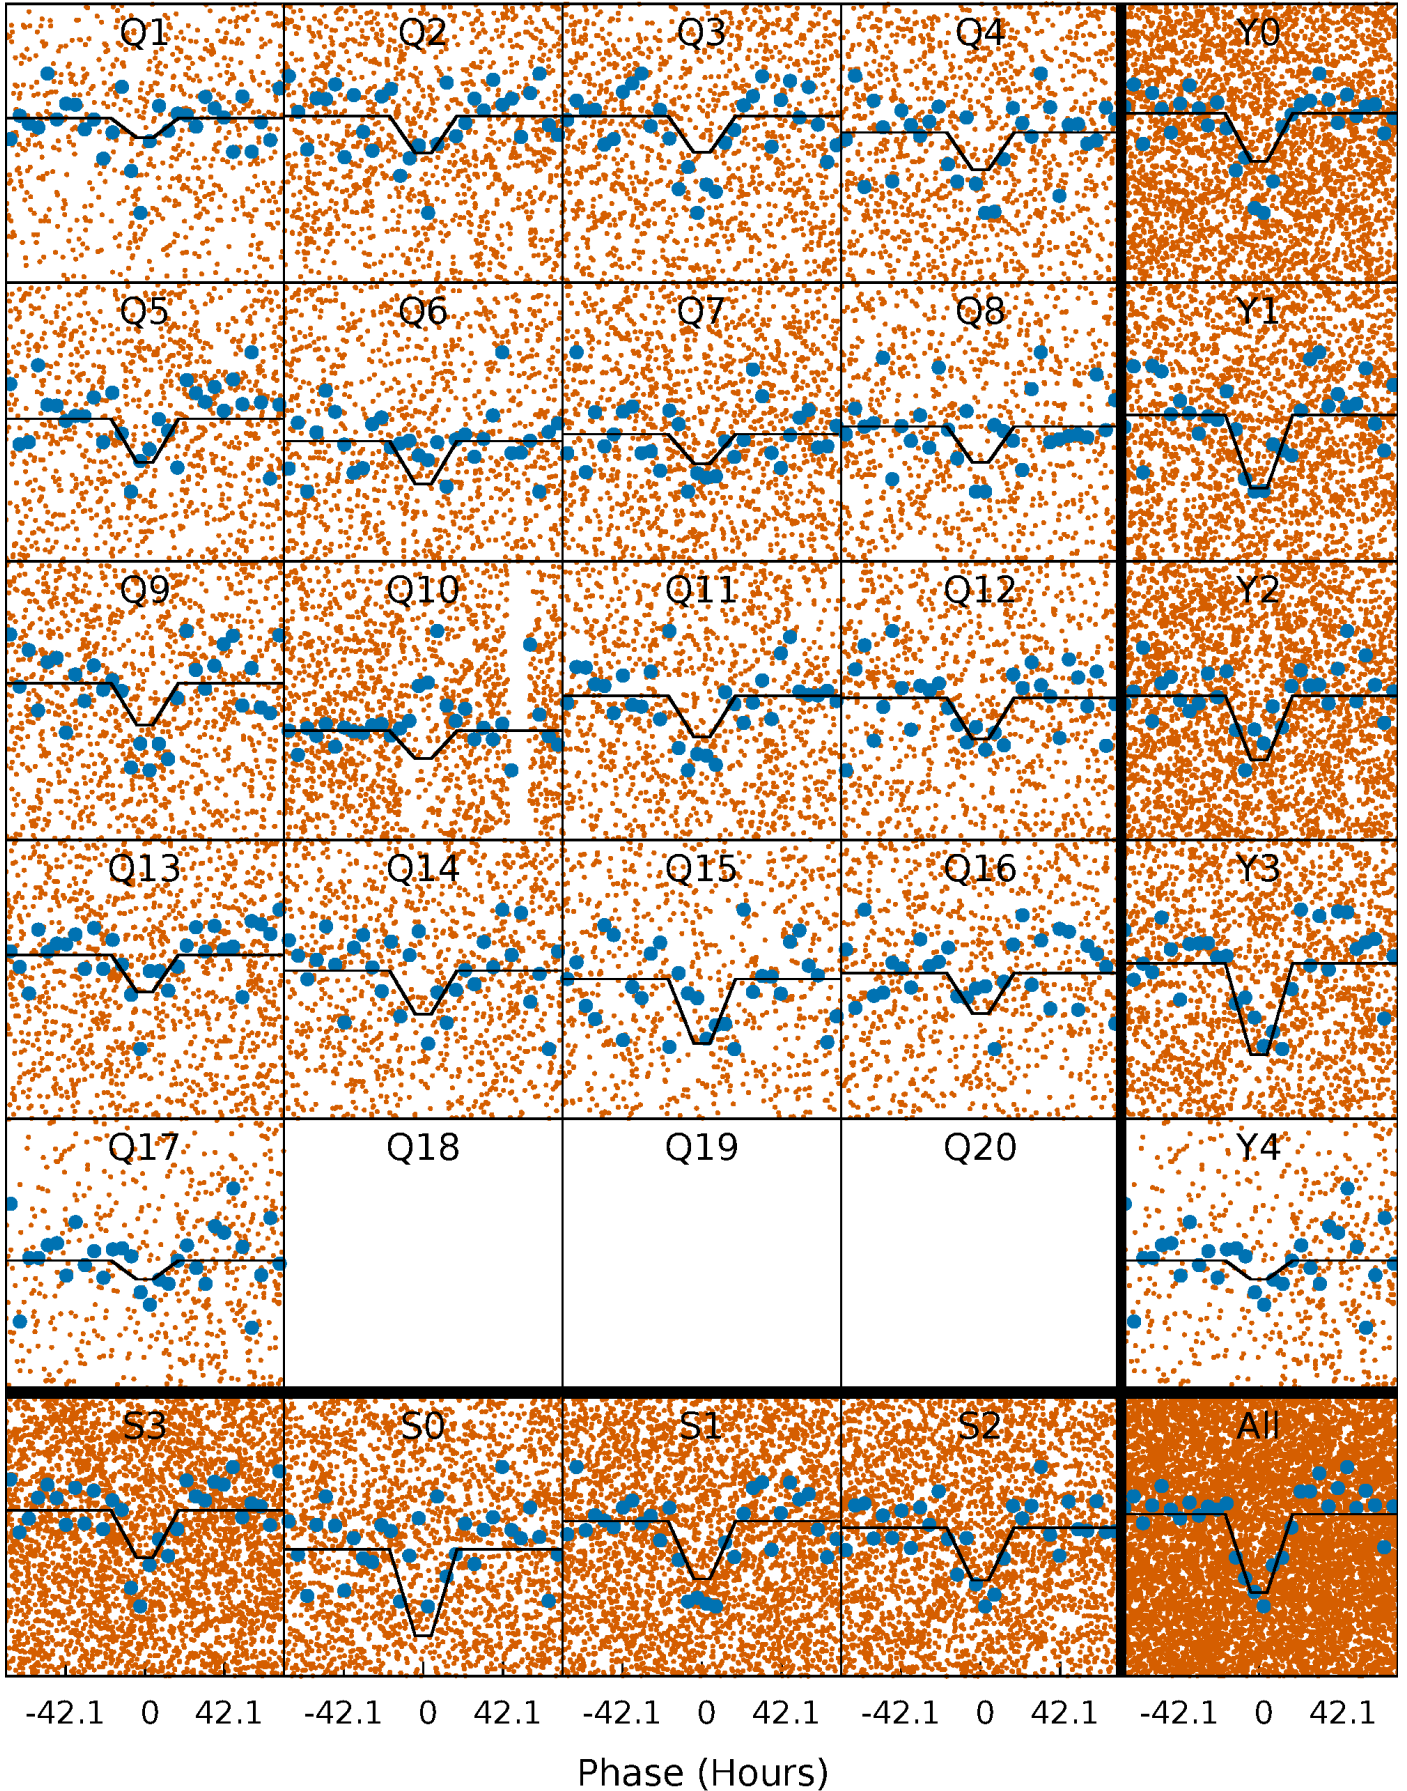 Q1 Q2 Q3 Q4 Y0
Q5 Q6 Q7 Q8 Y1
Q9 Q10 Q11 Q12 Y2
Q13 Q14 Q15 Q16 Y3
Q17 Q18 Q19 Q20 Y4
S3 S0 S1 S2 All
-42.1 0 42.1 -42.1 0 42.1 -42.1 0 42.1 -42.1 0 42.1 -42.1 0 42.1
Phase (Hours)